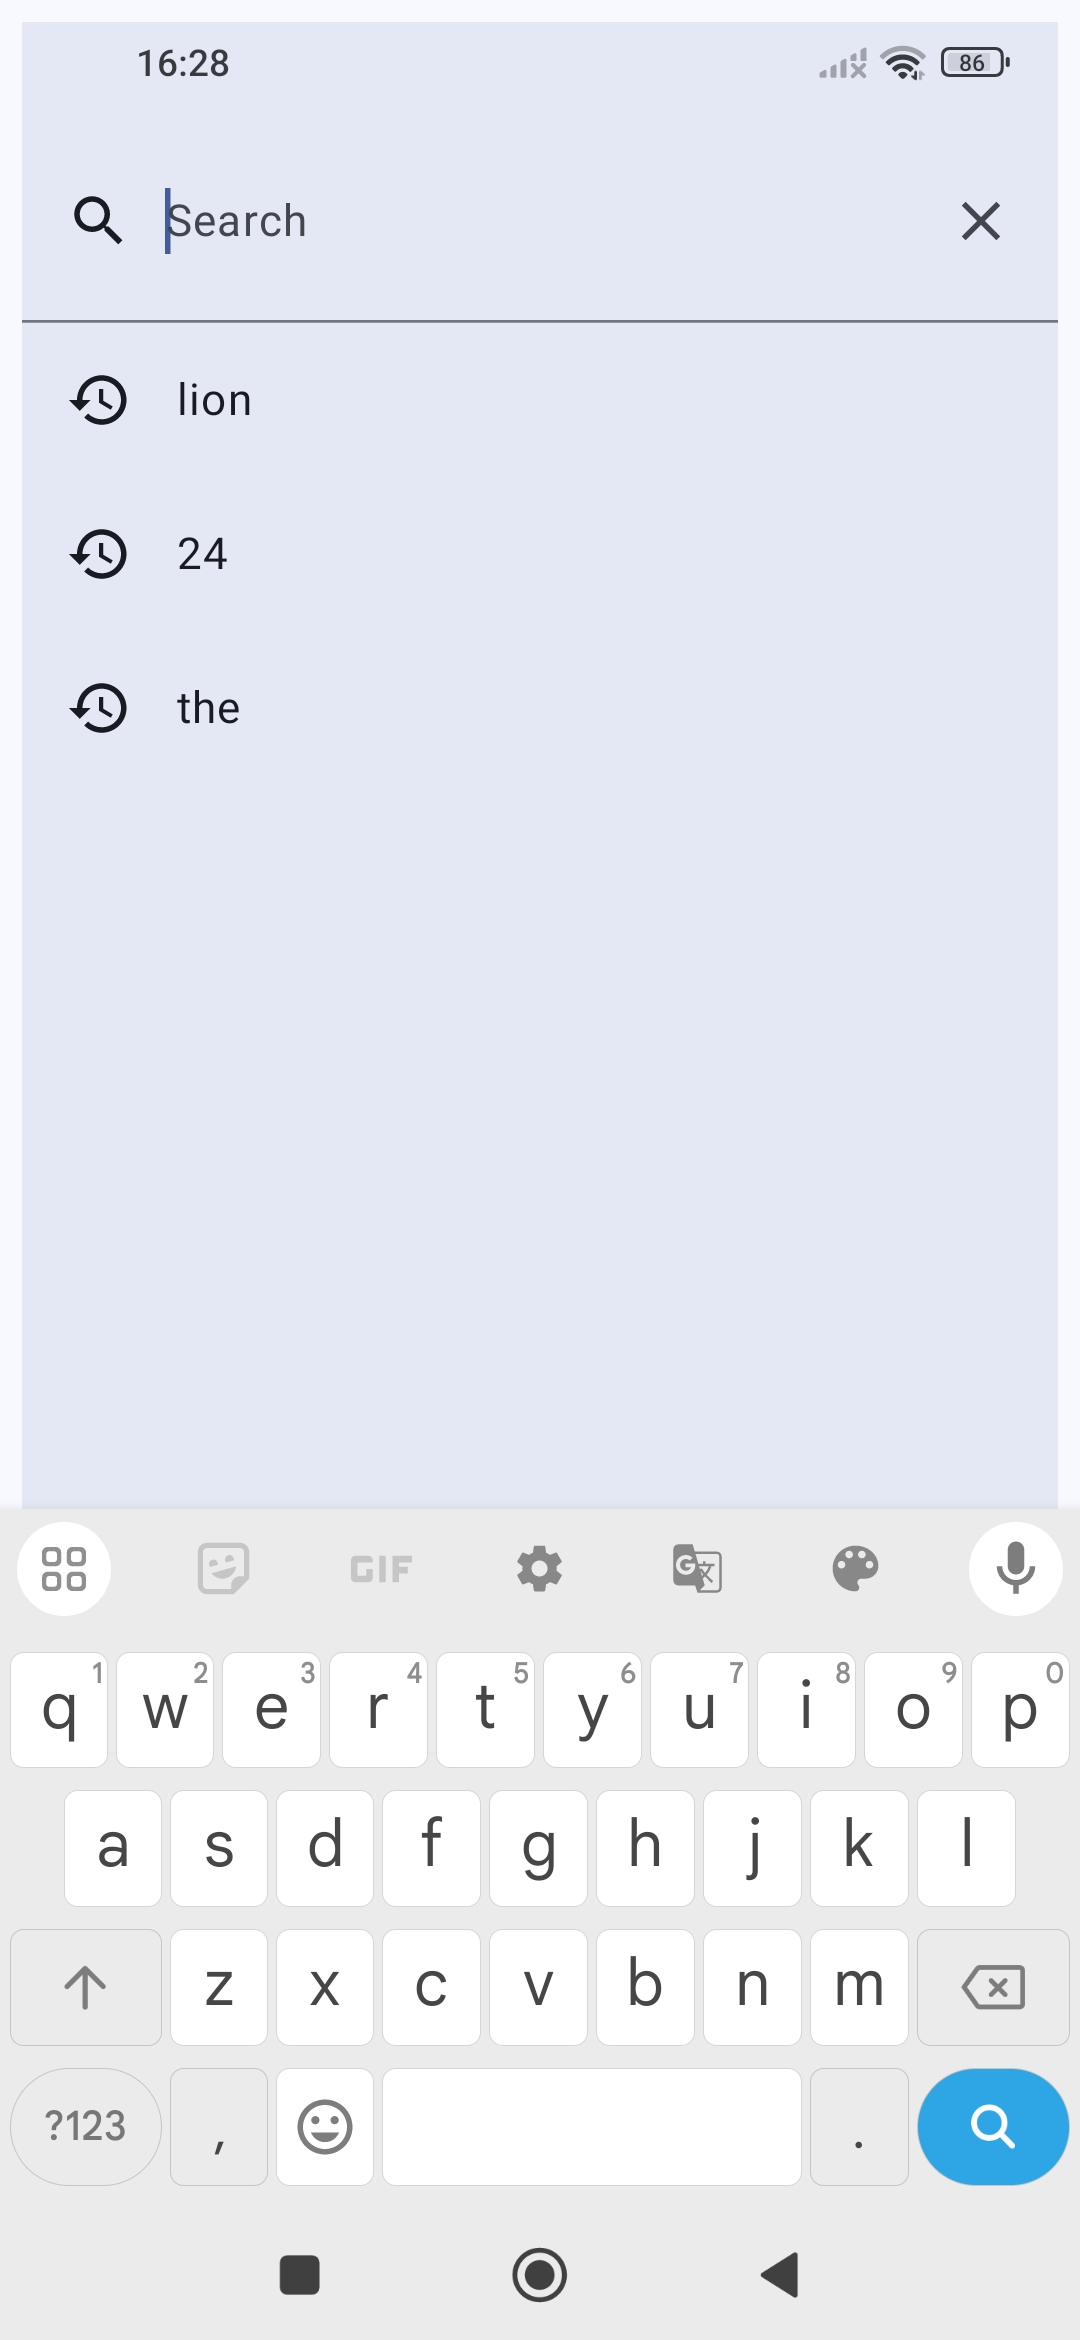 16:28
86
Search
lion
24
the
GIF
G 文
q 1 w 2 e 3 r 4 t 5 y 6 u 7 i 8 o 9 p 0
a s d f g h j k l
z x c v b n m
?123 , .